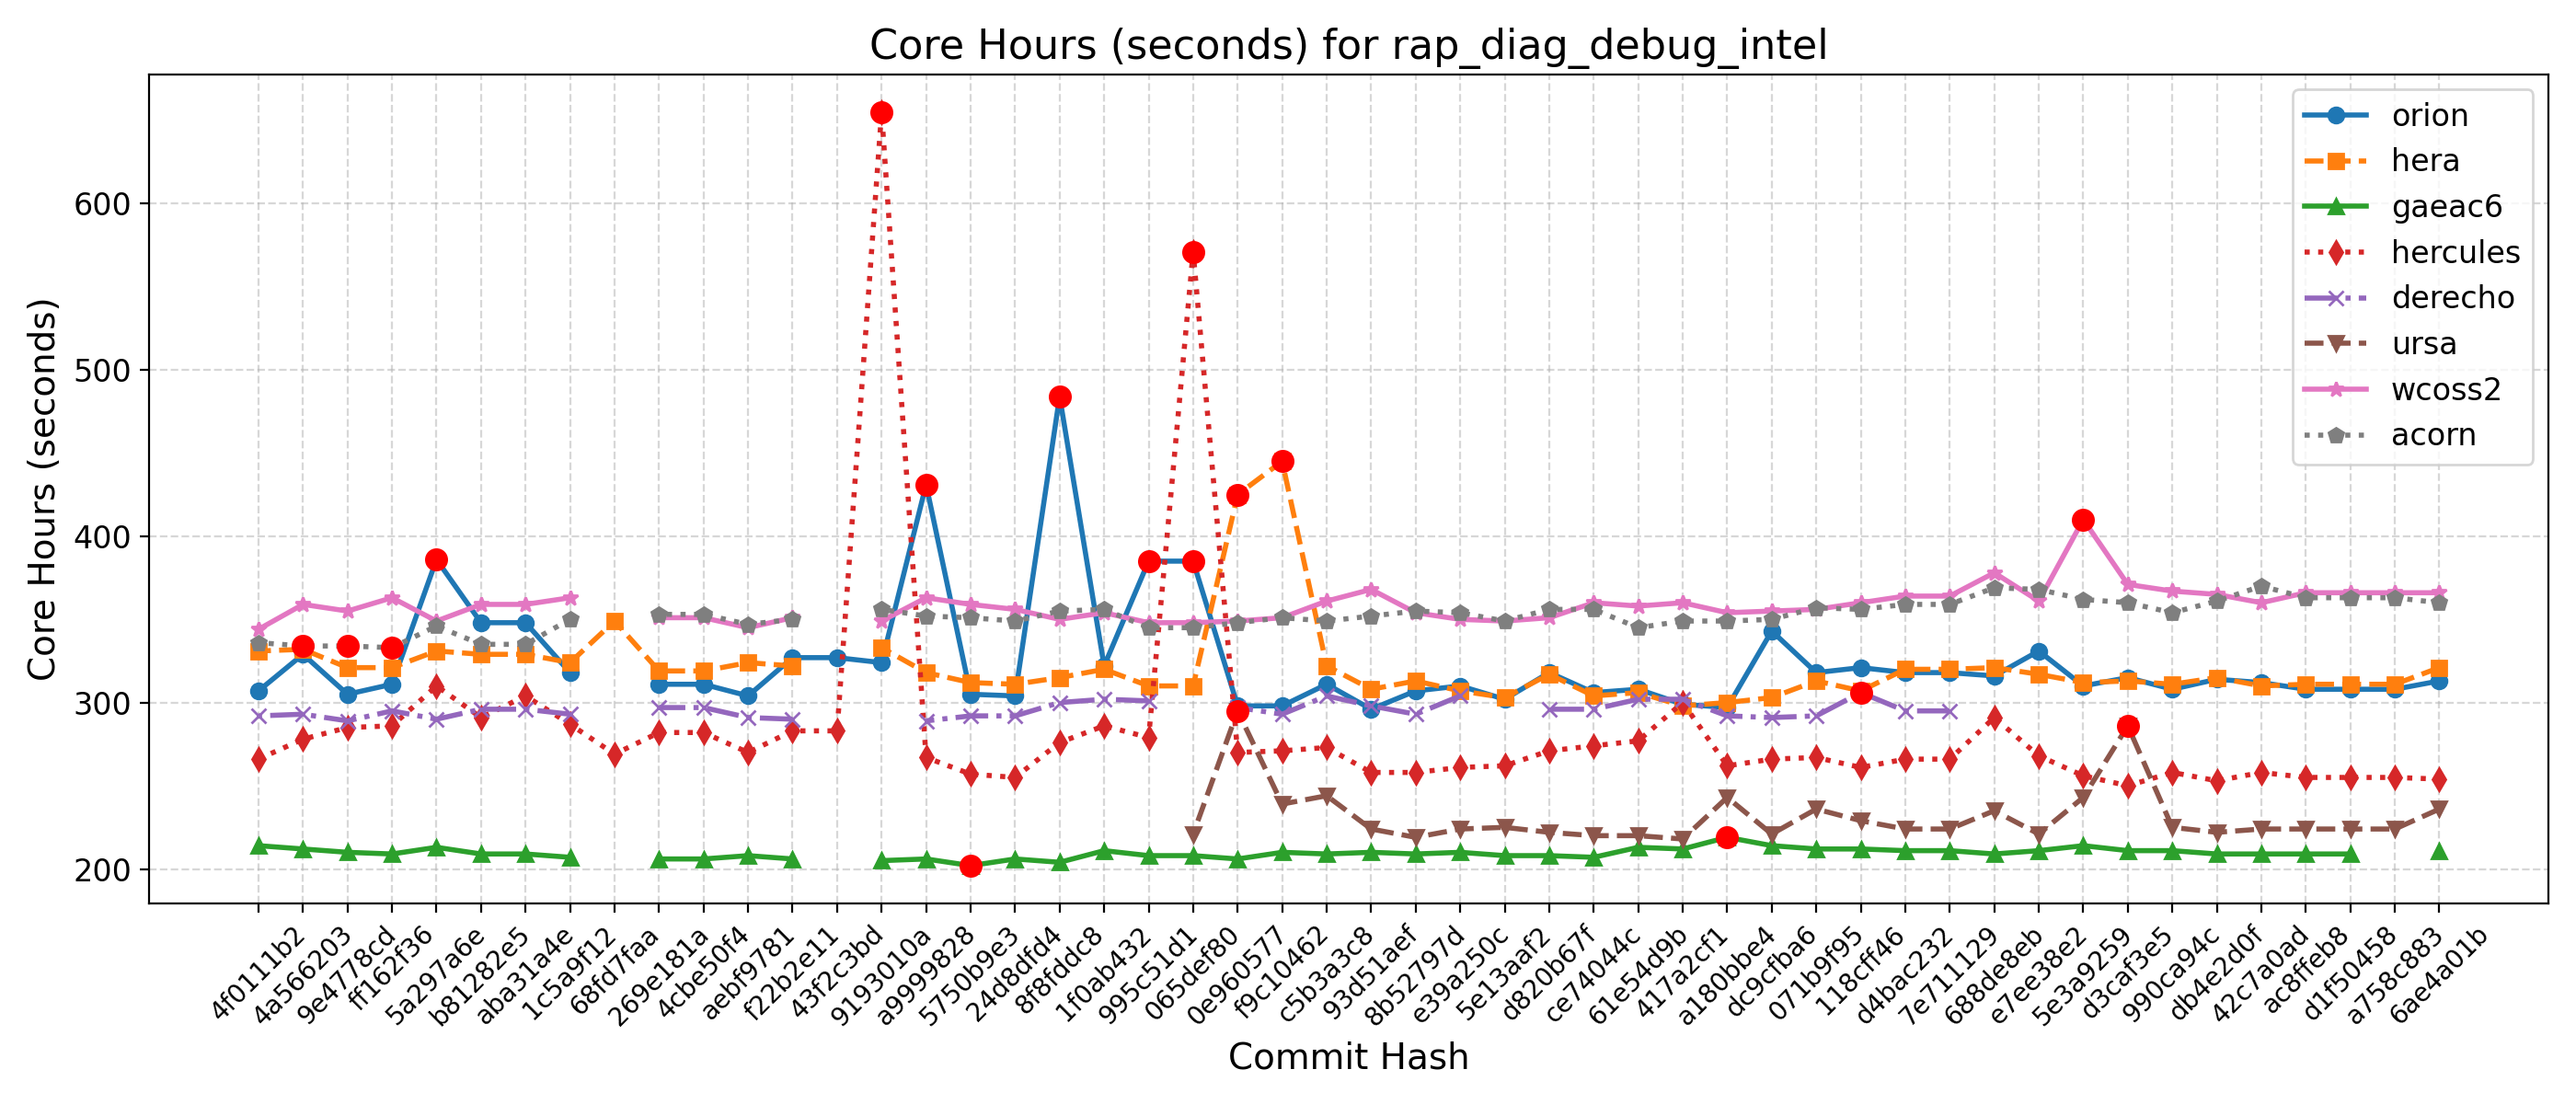 Core Hours (seconds) for rap_diag_debug_intel
Core Hours (seconds)
600
500
400
300
200
orion
hera
gaeac6
hercules
derecho
ursa
wcoss2
acorn
4f0111b2
4a566203
9e4778cd
ff162f36
5a297a6e
b81282e5
aba31a4e
1c5a9f12
68fd7faa
269e181a
4cbe50f4
aebf9781
f22b2e11
43f2c3bd
9193010a
a9999828
5750b9e3
24d8dfd4
8f8fddc8
1f0ab432
995c51d1
065def80
0e960577
f9c10462
c5b3a3c8
93d51aef
8b52797d
e39a250c
5e13aaf2
d820b67f
ce74044c
61e54d9b
417a2cf1
a180bbe4
dc9cfba6
071b9f95
118cff46
d4bac232
7e711129
688de8eb
e7ee38e2
5e3a9259
d3caf3e5
990ca94c
db4e2d0f
42c7a0ad
ac8ffeb8
d1f50458
a758c883
6ae4a01b
Commit Hash